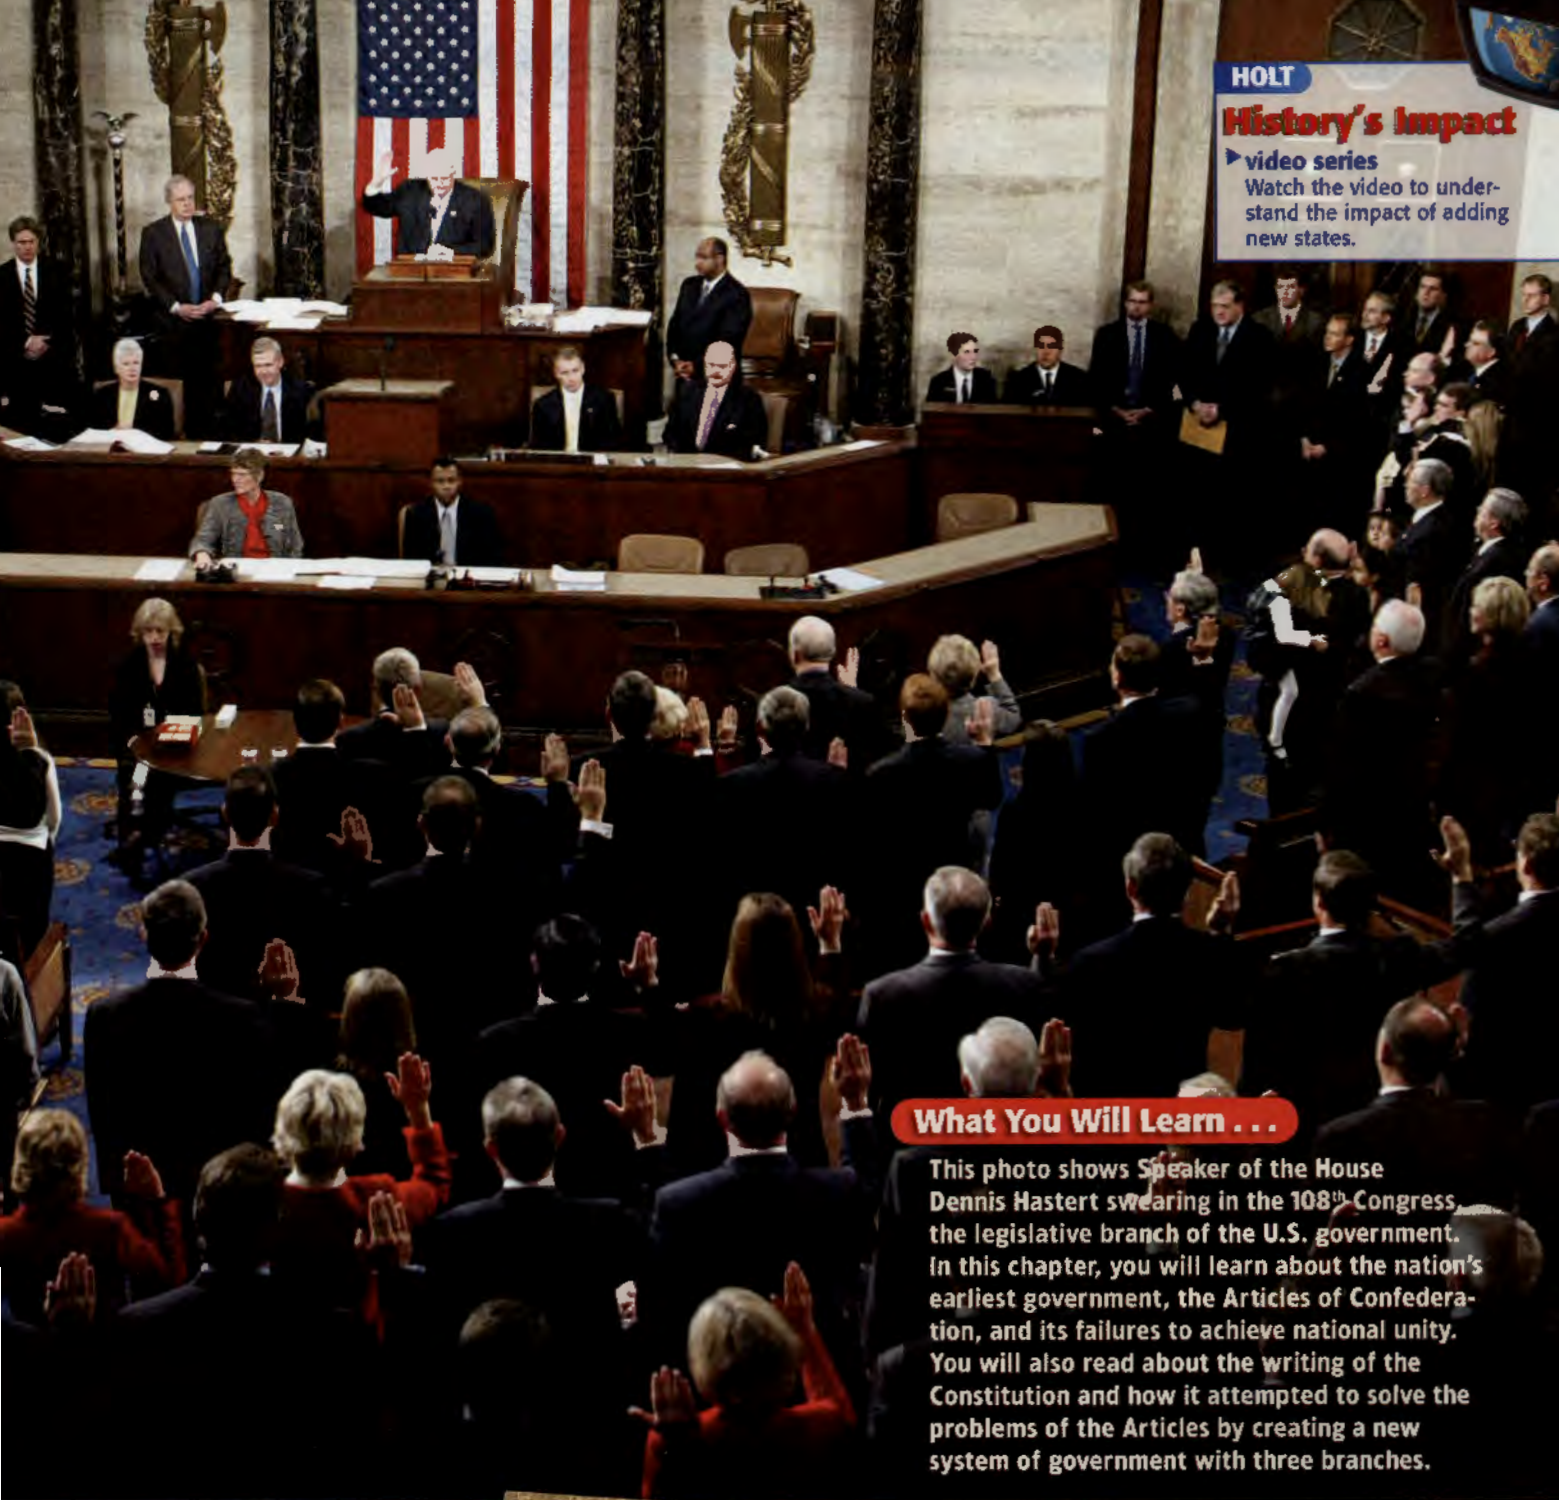 HOLT
History's Impact
video series
Watch the video to under-
stand the impact of adding
new states.
What You Will Learn...
This photo shows Speaker of the House
Dennis Hastert swearing in the 108th Congress,
the legislative branch of the U.S. government.
In this chapter, you will learn about the nation's
earliest government, the Articles of Confedera-
tion, and its failures to achieve national unity.
You will also read about the writing of the
Constitution and how it attempted to solve the
problems of the Articles by creating a new
system of government with three branches.